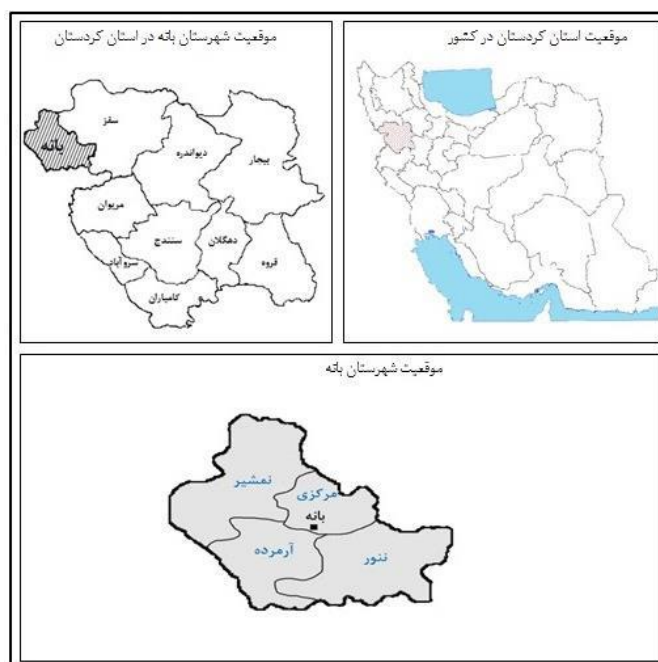 موقعیت استان کردستان در کشور
موقعیت شهرستان بانه در استان کردستان
سقز
بانه
دیواندره
بیجار
مریوان
سنندج
دهگلان
قروه
سروآباد
کامیاران
موقعیت شهرستان بانه
نمشیر
مرکزی
بانه
آرمرده
ننور